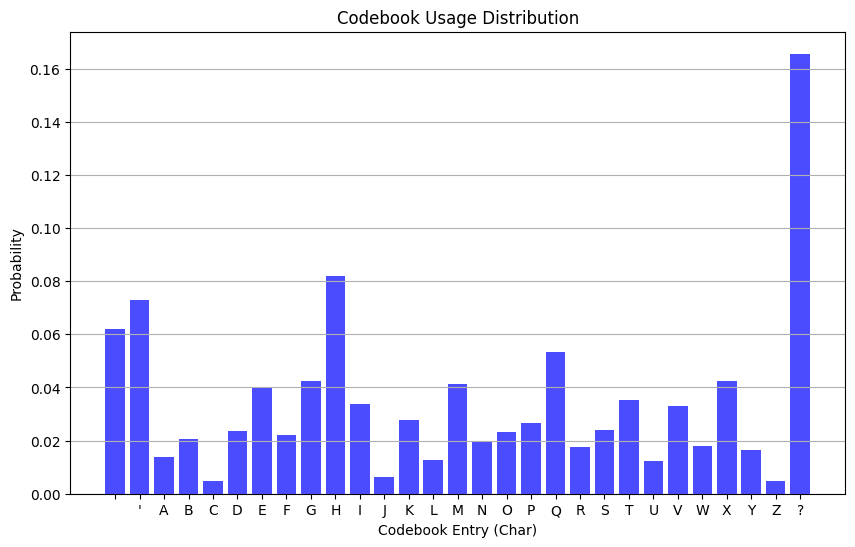 Codebook Usage Distribution
Probability
0.16
0.14
0.12
0.10
0.08
0.06
0.04
0.02
0.00
' A B C D E F G H I J K L M N O P Q R S T U V W X Y Z ?
Codebook Entry (Char)